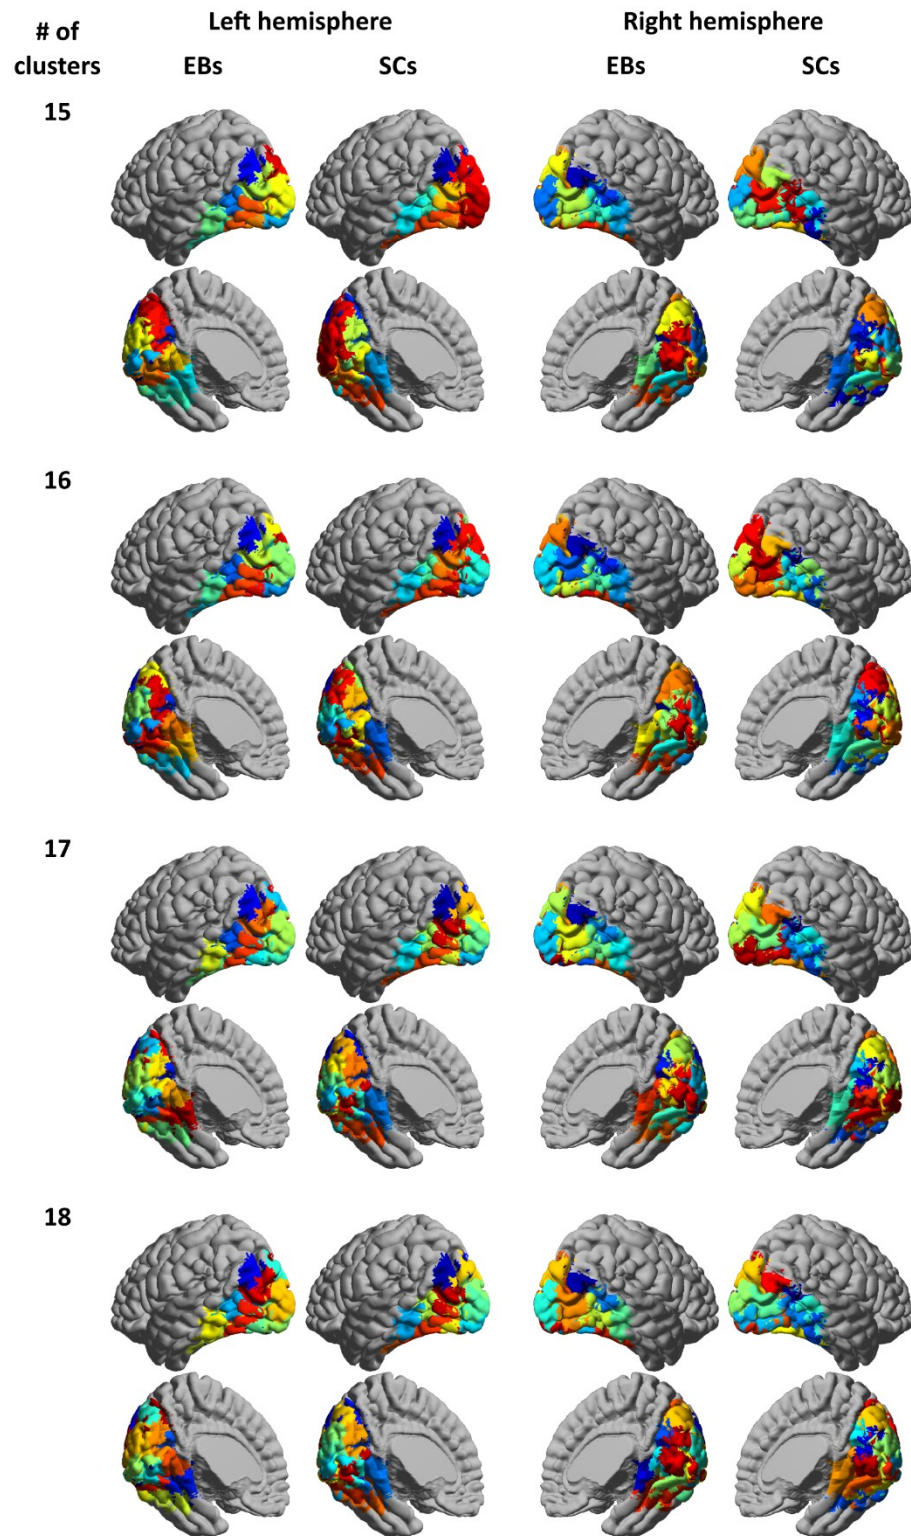 # of clusters
Left hemisphere
Right hemisphere
EBs
SCs
EBs
SCs
15
16
17
18